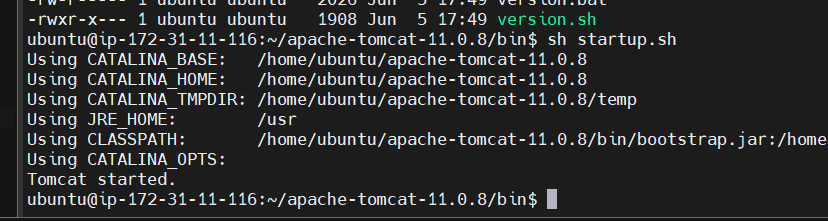 -rw-r----- 1 ubuntu ubuntu 2026 Jun 5 17:49 version.bat
-rwxr-x--- 1 ubuntu ubuntu 1908 Jun 5 17:49 version.sh
ubuntu@ip-172-31-11-116:~/apache-tomcat-11.0.8/bin$ sh startup.sh
Using CATALINA_BASE: /home/ubuntu/apache-tomcat-11.0.8
Using CATALINA_HOME: /home/ubuntu/apache-tomcat-11.0.8
Using CATALINA_TMPDIR: /home/ubuntu/apache-tomcat-11.0.8/temp
Using JRE_HOME: /usr
Using CLASSPATH: /home/ubuntu/apache-tomcat-11.0.8/bin/bootstrap.jar:/home
Using CATALINA_OPTS:
Tomcat started.
ubuntu@ip-172-31-11-116:~/apache-tomcat-11.0.8/bin$